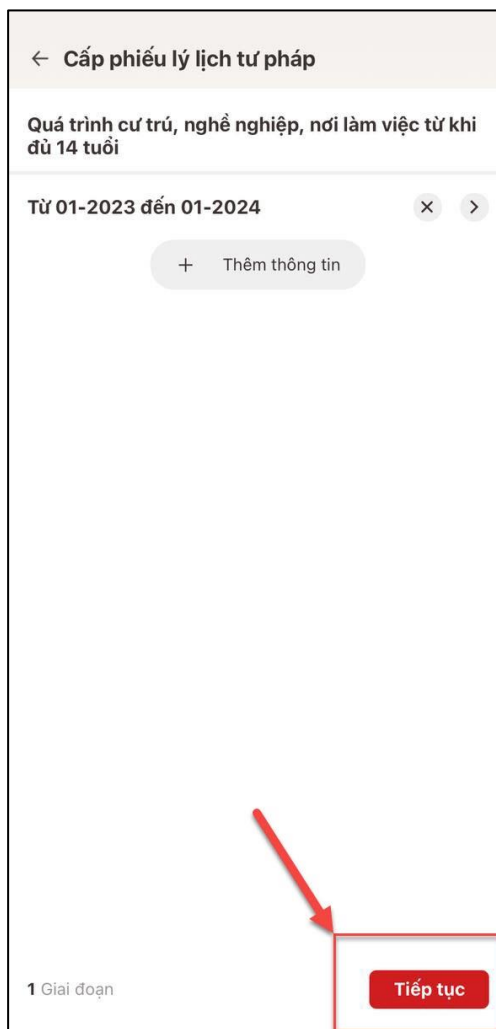 Cấp phiếu lý lịch tư pháp
Quá trình cư trú, nghề nghiệp, nơi làm việc từ khi
đủ 14 tuổi
Từ 01-2023 đến 01-2024
+ Thêm thông tin
1 Giai đoạn
Tiếp tục